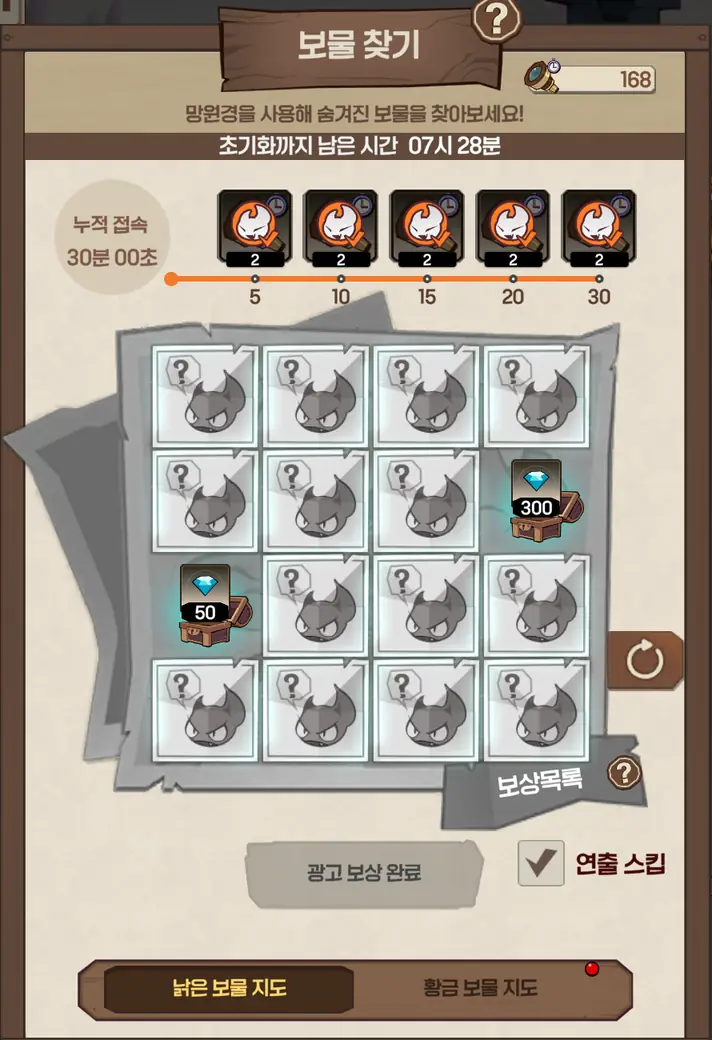 ?
보물 찾기
168
망원경을 사용해 숨겨진 보물을 찾아보세요!
초기화까지 남은 시간 07시 28분
누적 접속
30분 00초
2 2 2 2 2
5 10 15 20 30
? ? ? ?
? ? ? 300
50 ? ? ?
? ? ? ?
보상목록 ?
광고 보상 완료
연출 스킵
낡은 보물 지도 황금 보물 지도